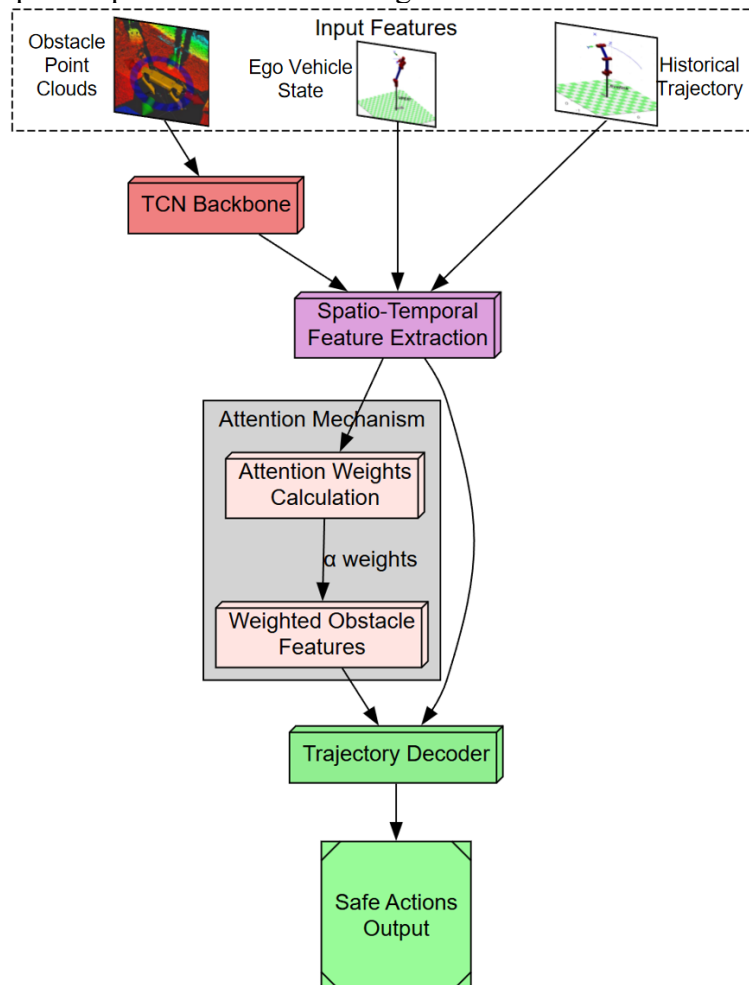 Input Features
Obstacle
Point
Clouds
Ego Vehicle
State
Historical
Trajectory
TCN Backbone
Spatio-Temporal
Feature Extraction
Attention Mechanism
Attention Weights
Calculation
α weights
Weighted Obstacle
Features
Trajectory Decoder
Safe Actions
Output